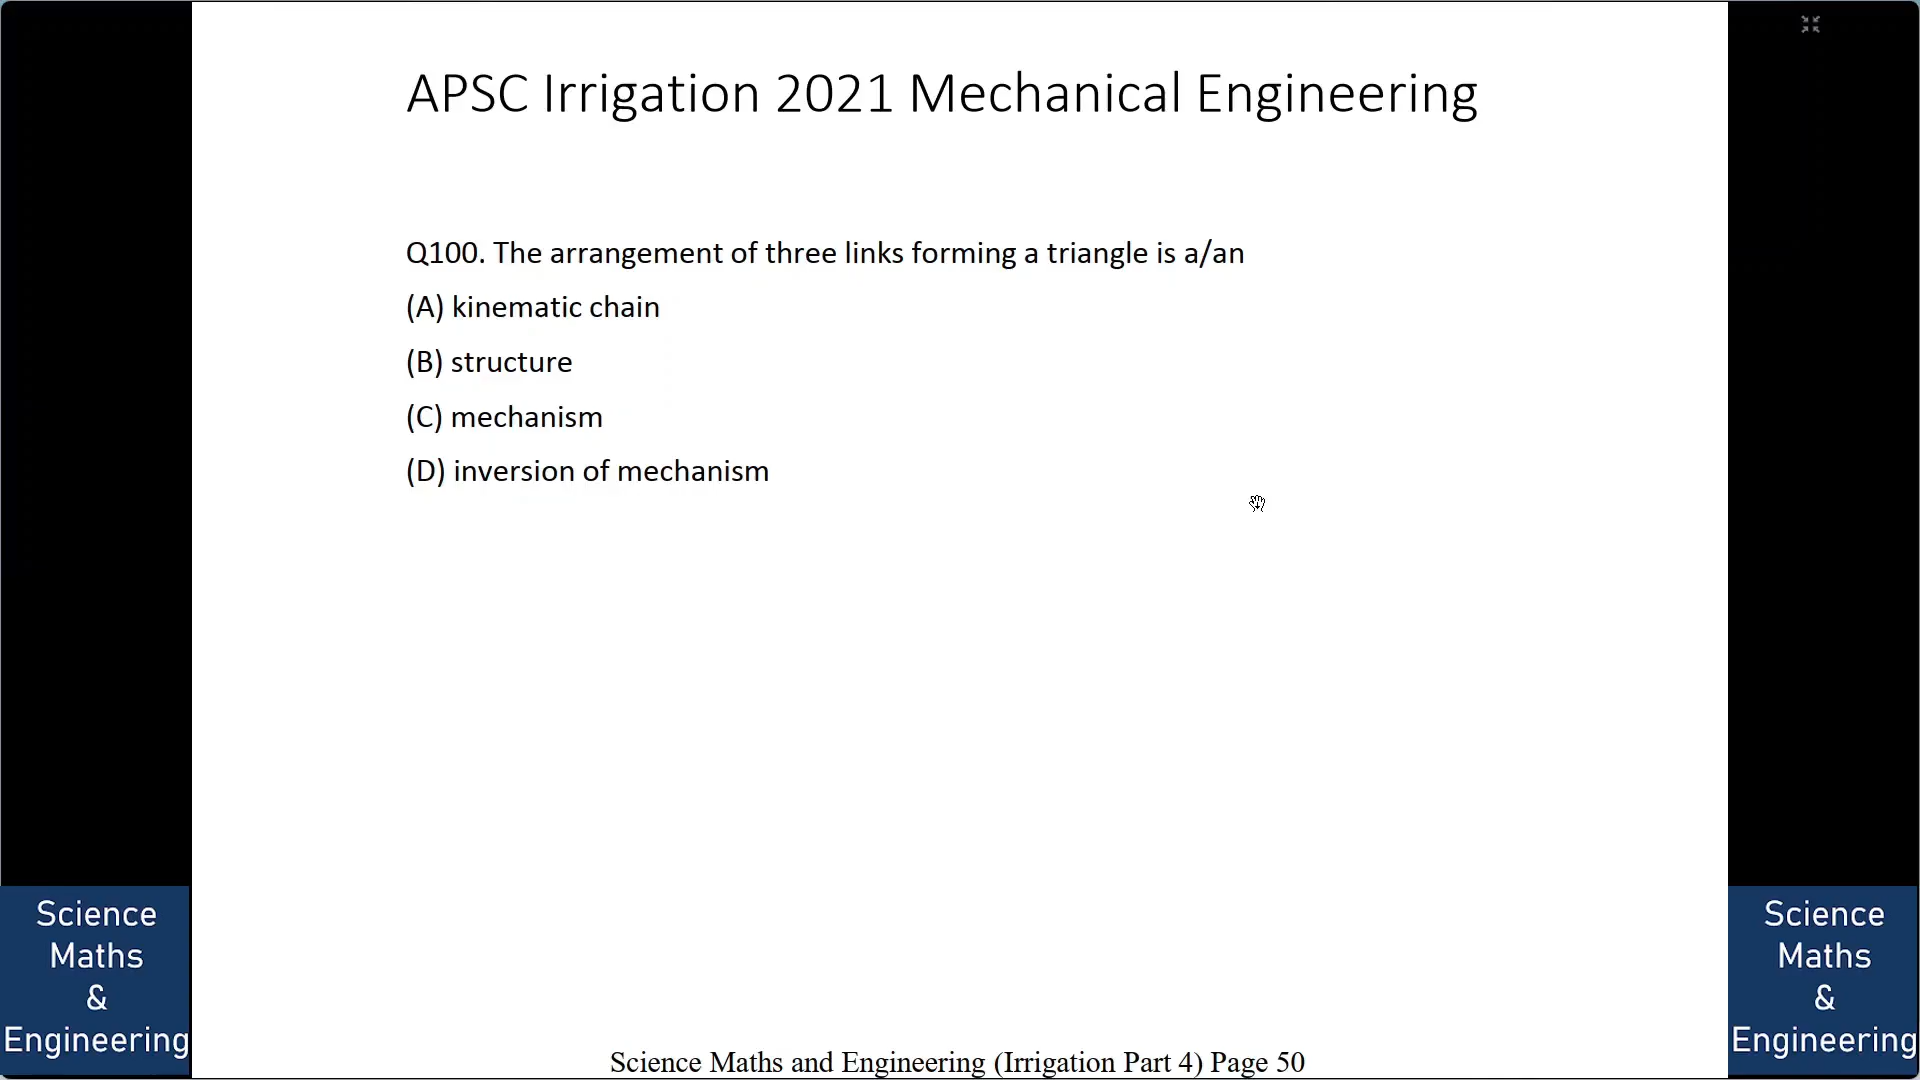 APSC Irrigation 2021 Mechanical Engineering
Q100. The arrangement of three links forming a triangle is a/an
(A) kinematic chain
(B) structure
(C) mechanism
(D) inversion of mechanism
Science
Maths
&
Engineering
Science
Maths
&
Engineering
Science Maths and Engineering (Irrigation Part 4) Page 50